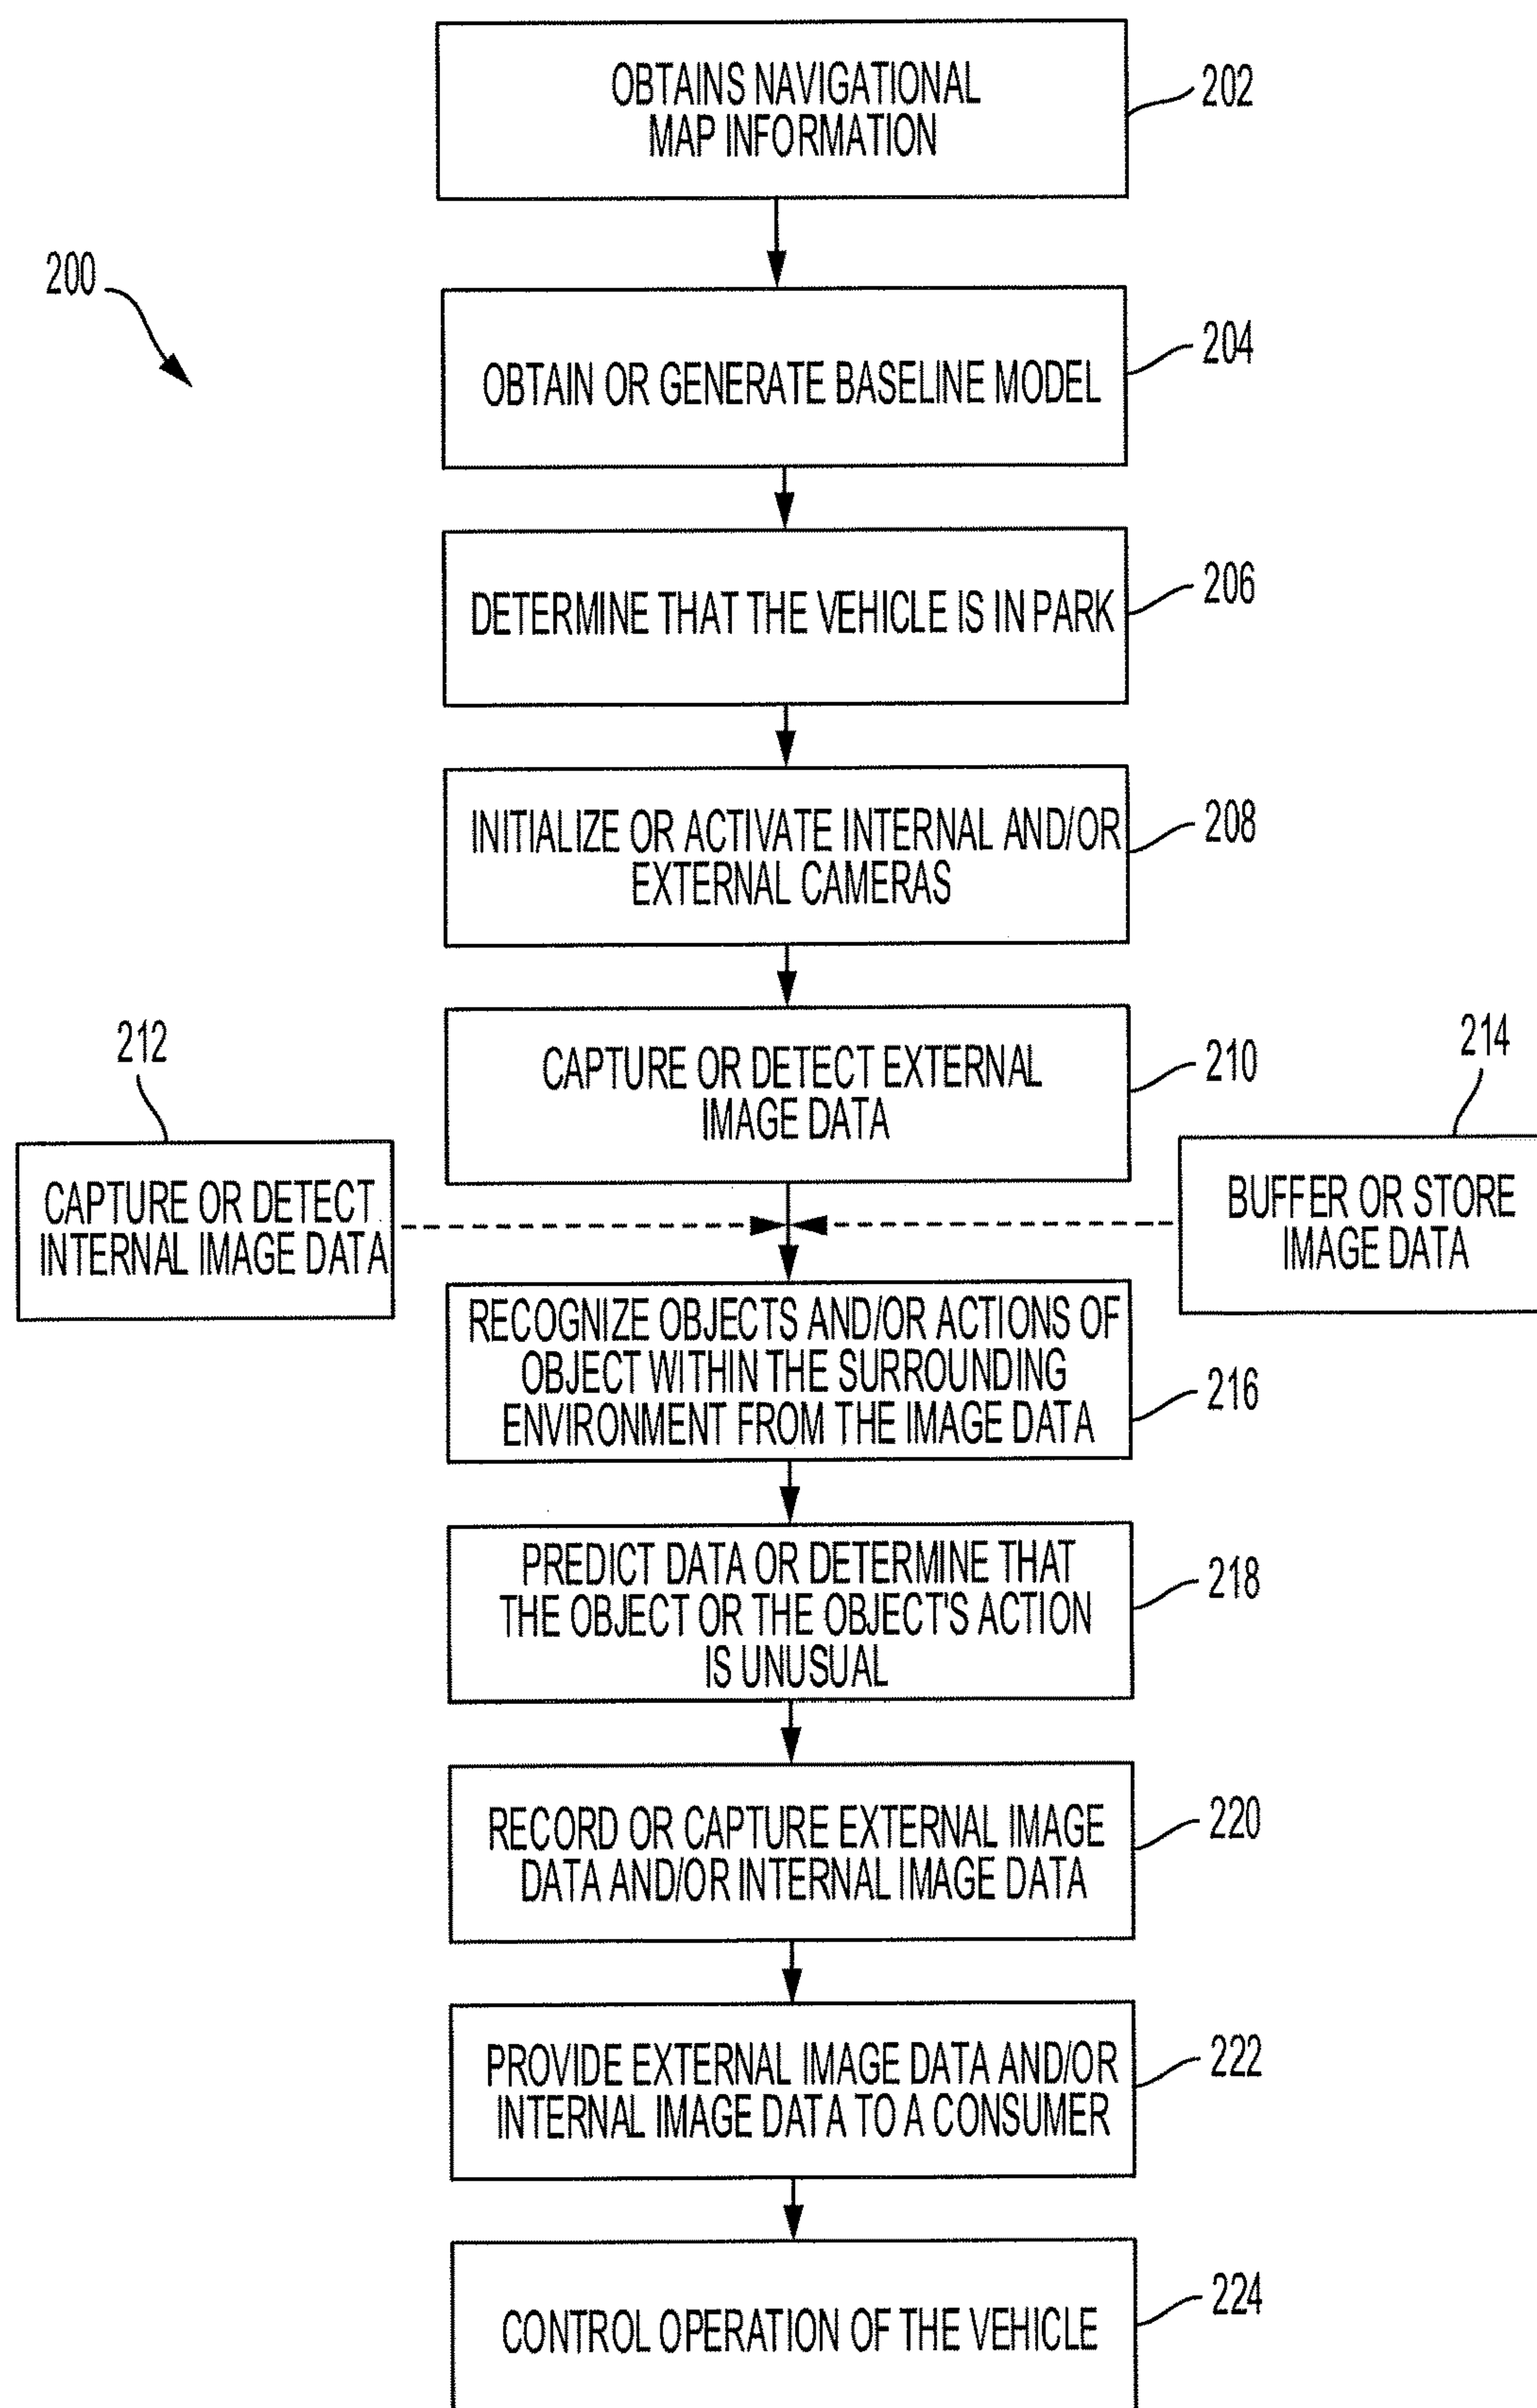 OBTAINS NAVIGATIONAL
MAP INFORMATION
202
200
OBTAIN OR GENERATE BASELINE MODEL
204
DETERMINE THAT THE VEHICLE IS IN PARK
206
INITIALIZE OR ACTIVATE INTERNAL AND/OR
EXTERNAL CAMERAS
208
CAPTURE OR DETECT EXTERNAL
IMAGE DATA
210
212
CAPTURE OR DETECT
INTERNAL IMAGE DATA
214
BUFFER OR STORE
IMAGE DATA
RECOGNIZE OBJECTS AND/OR ACTIONS OF
OBJECT WITHIN THE SURROUNDING
ENVIRONMENT FROM THE IMAGE DATA
216
PREDICT DATA OR DETERMINE THAT
THE OBJECT OR THE OBJECT'S ACTION
IS UNUSUAL
218
RECORD OR CAPTURE EXTERNAL IMAGE
DATA AND/OR INTERNAL IMAGE DATA
220
PROVIDE EXTERNAL IMAGE DATA AND/OR
INTERNAL IMAGE DATA TO A CONSUMER
222
CONTROL OPERATION OF THE VEHICLE
224